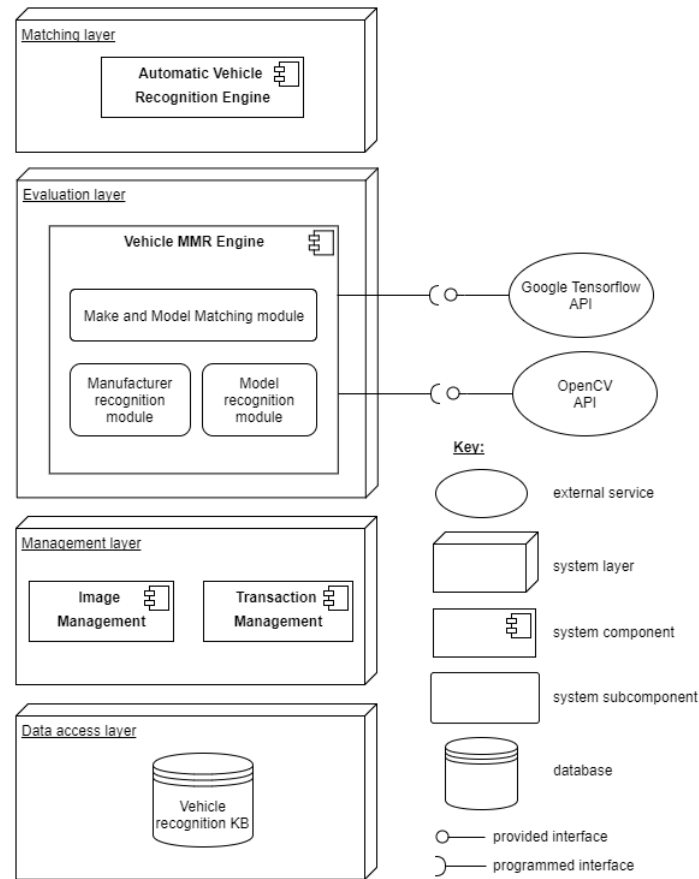 Matching layer
Automatic Vehicle
Recognition Engine
Evaluation layer
Vehicle MMR Engine
Make and Model Matching module
Manufacturer
recognition
module
Model
recognition
module
Google Tensorflow
API
OpenCV
API
Key:
external service
system layer
system component
system subcomponent
database
provided interface
programmed interface
Management layer
Image
Management
Transaction
Management
Data access layer
Vehicle
recognition KB